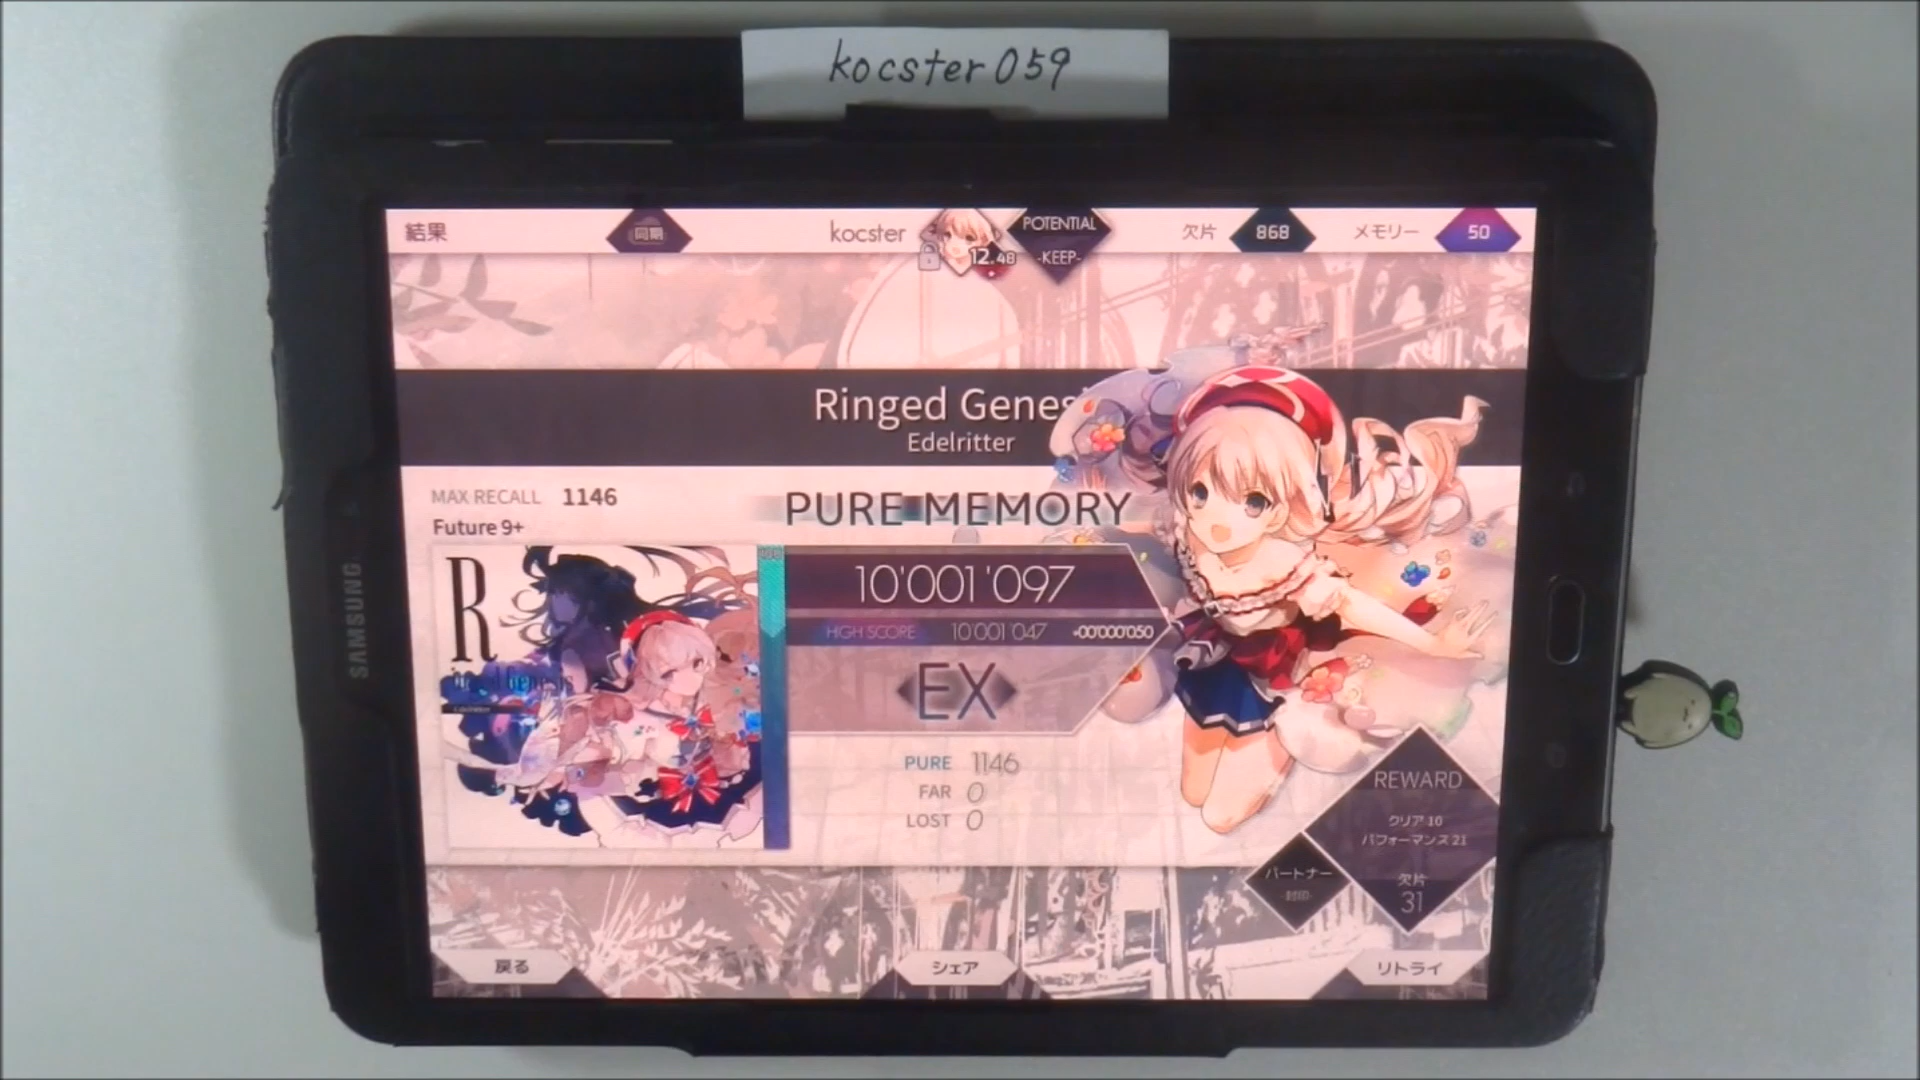 kocster059
結果
同期
kocster
12.48
POTENTIAL
-KEEP-
欠片
868
メモリー
50
Ringed Genesi
Edelritter
MAX RECALL 1146
PURE MEMORY
Future 9+
100
R
10'001'097
HIGH SCORE 10'001'047 +00'000'050
EX
PURE 1146
FAR 0
LOST 0
REWARD
クリア 10
パフォーマンス 21
欠片
31
パートナー
-封印-
戻る
シェア
リトライ
SAMSUNG